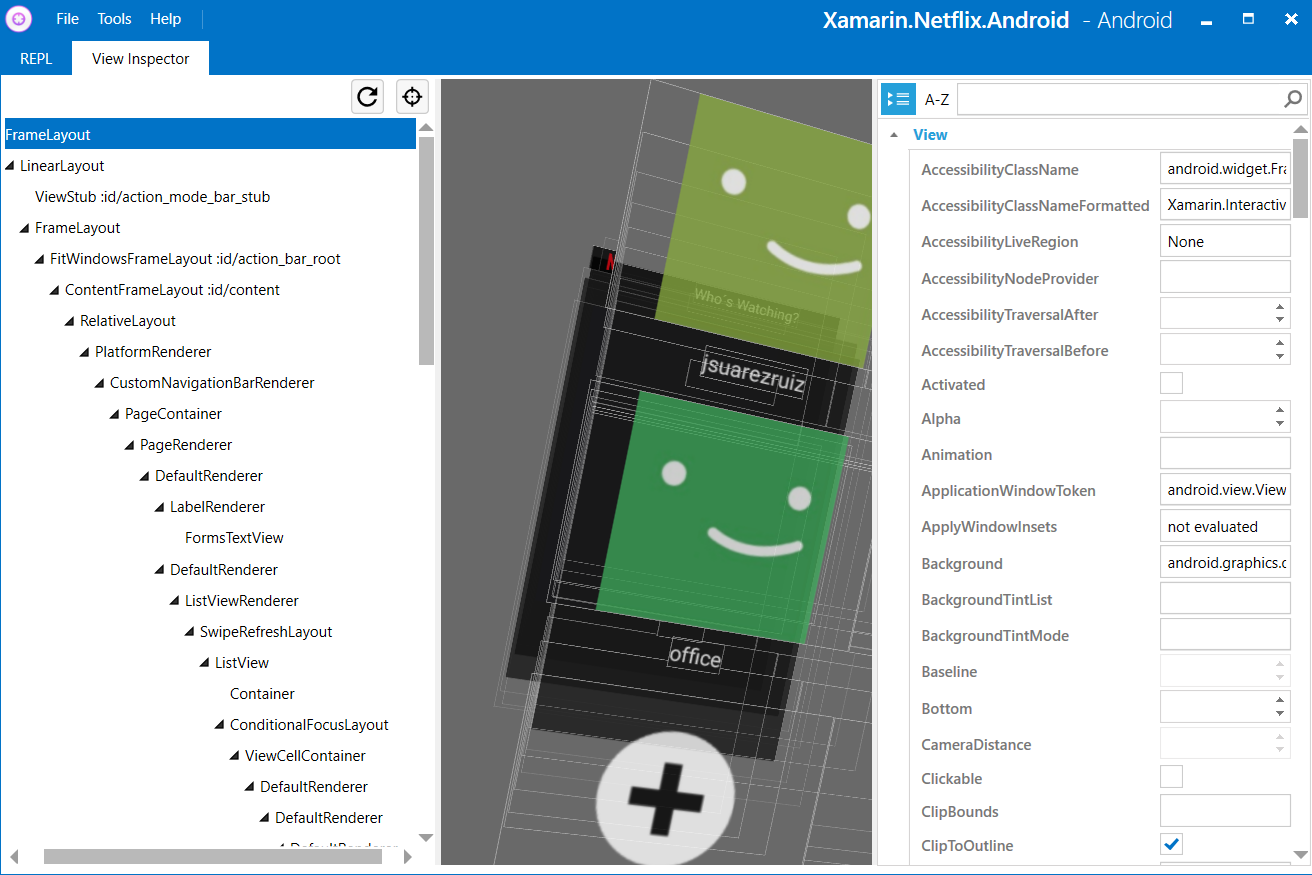 File Tools Help
Xamarin.Netflix.Android - Android
REPL View Inspector
FrameLayout
LinearLayout
ViewStub :id/action_mode_bar_stub
FrameLayout
FitWindowsFrameLayout :id/action_bar_root
ContentFrameLayout :id/content
RelativeLayout
PlatformRenderer
CustomNavigationBarRenderer
PageContainer
PageRenderer
DefaultRenderer
LabelRenderer
FormsTextView
DefaultRenderer
ListViewRenderer
SwipeRefreshLayout
ListView
Container
ConditionalFocusLayout
ViewCellContainer
DefaultRenderer
DefaultRenderer
Who´s Watching?
jsuarezruiz
office
A-Z
View
AccessibilityClassName android.widget.Fra
AccessibilityClassNameFormatted Xamarin.Interactiv
AccessibilityLiveRegion None
AccessibilityNodeProvider
AccessibilityTraversalAfter
AccessibilityTraversalBefore
Activated
Alpha
Animation
ApplicationWindowToken android.view.View
ApplyWindowInsets not evaluated
Background android.graphics.d
BackgroundTintList
BackgroundTintMode
Baseline
Bottom
CameraDistance
Clickable
ClipBounds
ClipToOutline